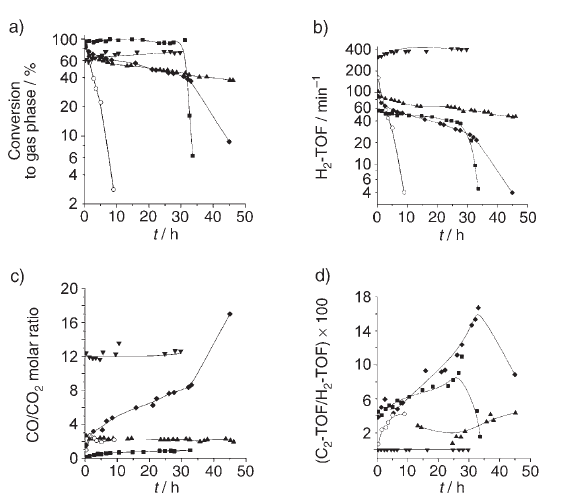 a)
Conversion
to gas phase / %
100
60
40
20
10
6
4
2
0 10 20 30 40 50
t / h
b)
H₂-TOF / min⁻¹
400
200
100
60
40
20
10
6
4
0 10 20 30 40 50
t / h
c)
CO/CO₂ molar ratio
20
16
12
8
4
0
0 10 20 30 40 50
t / h
d)
(C₂-TOF/H₂-TOF) × 100
18
14
10
6
2
0 10 20 30 40 50
t / h